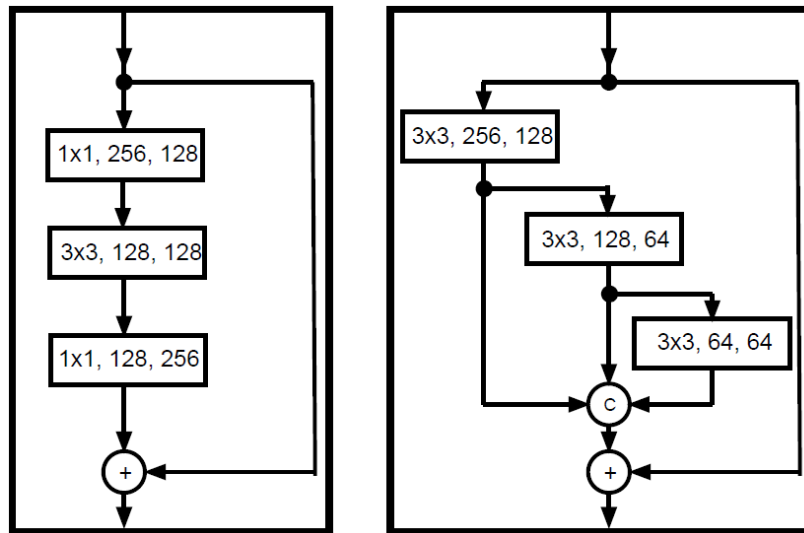 1x1, 256, 128
3x3, 128, 128
1x1, 128, 256
+
3x3, 256, 128
3x3, 128, 64
3x3, 64, 64
C
+